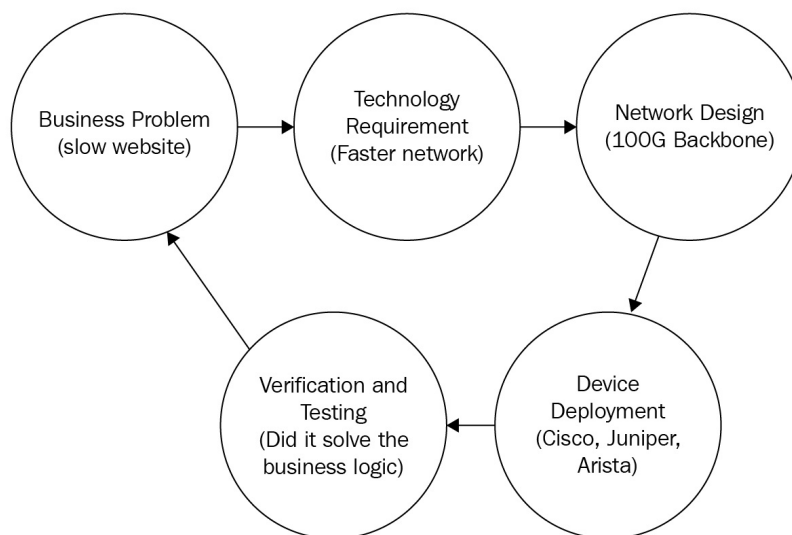 Business Problem
(slow website)
Technology
Requirement
(Faster network)
Network Design
(100G Backbone)
Device
Deployment
(Cisco, Juniper,
Arista)
Verification and
Testing
(Did it solve the
business logic)